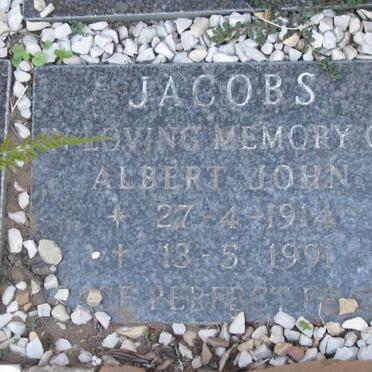 JACOBS
LOVING MEMORY O
ALBERT JOHN
* 27-4-1914
† 13-5-1991
PERFECT